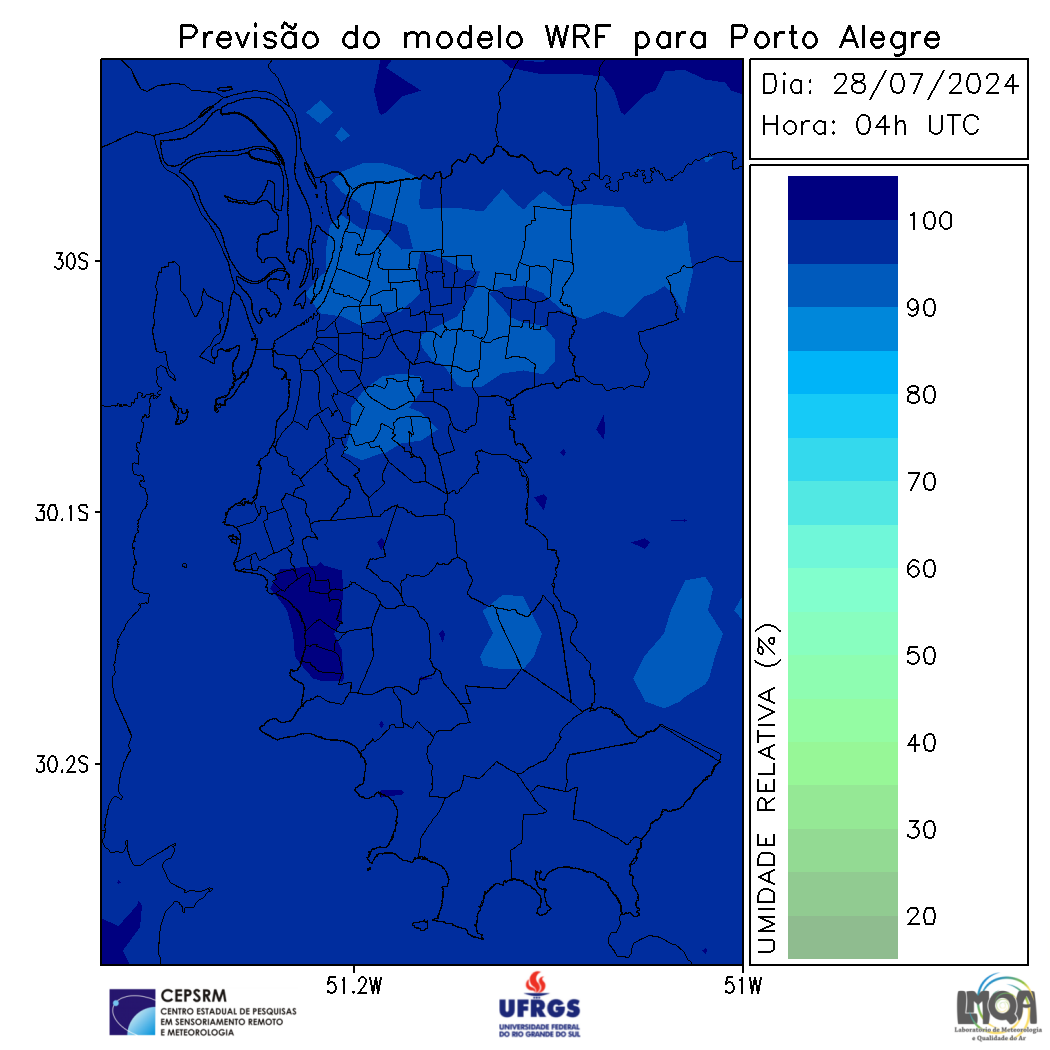 Previsão do modelo WRF para Porto Alegre
Dia: 28/07/2024
Hora: 04h UTC
100
90
80
70
60
50
40
30
20
UMIDADE RELATIVA (%)
30S
30.1S
30.2S
51.2W
51W
CEPSRM
CENTRO ESTADUAL DE PESQUISAS
EM SENSORIAMENTO REMOTO
E METEOROLOGIA
UFRGS
UNIVERSIDADE FEDERAL
DO RIO GRANDE DO SUL
LMQA
Laboratório de Meteorologia
e Qualidade do Ar